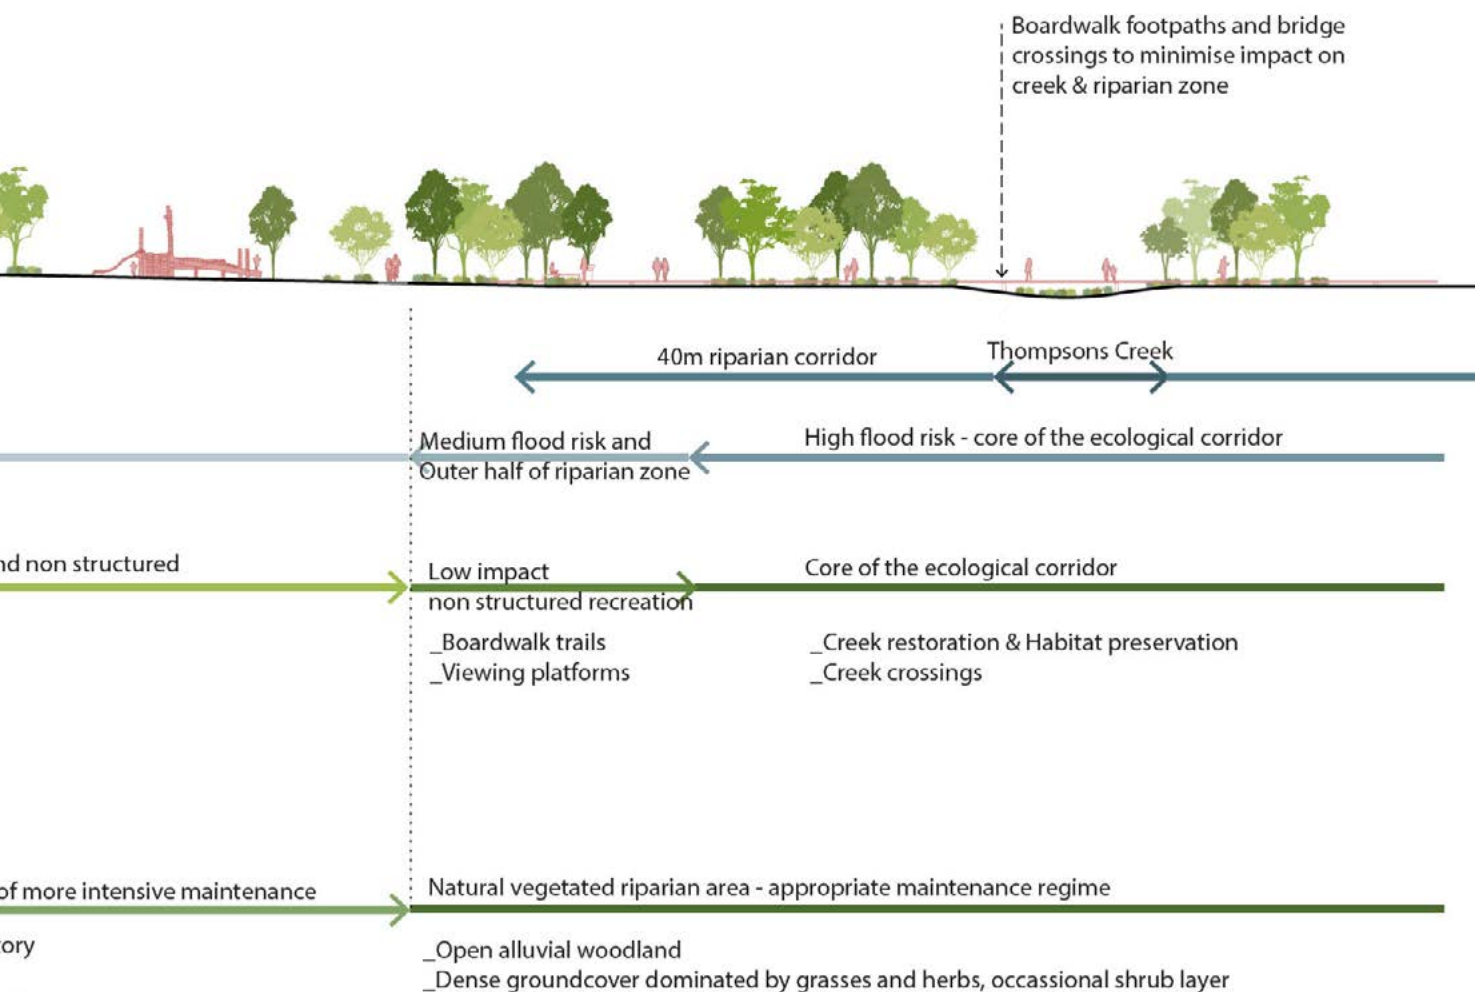 Boardwalk footpaths and bridge
crossings to minimise impact on
creek & riparian zone
40m riparian corridor
Thompsons Creek
Medium flood risk and
Outer half of riparian zone
High flood risk - core of the ecological corridor
nd non structured
Low impact
non structured recreation
Core of the ecological corridor
_Boardwalk trails
_Viewing platforms
_Creek restoration & Habitat preservation
_Creek crossings
of more intensive maintenance
Natural vegetated riparian area - appropriate maintenance regime
ory
_Open alluvial woodland
_Dense groundcover dominated by grasses and herbs, occassional shrub layer